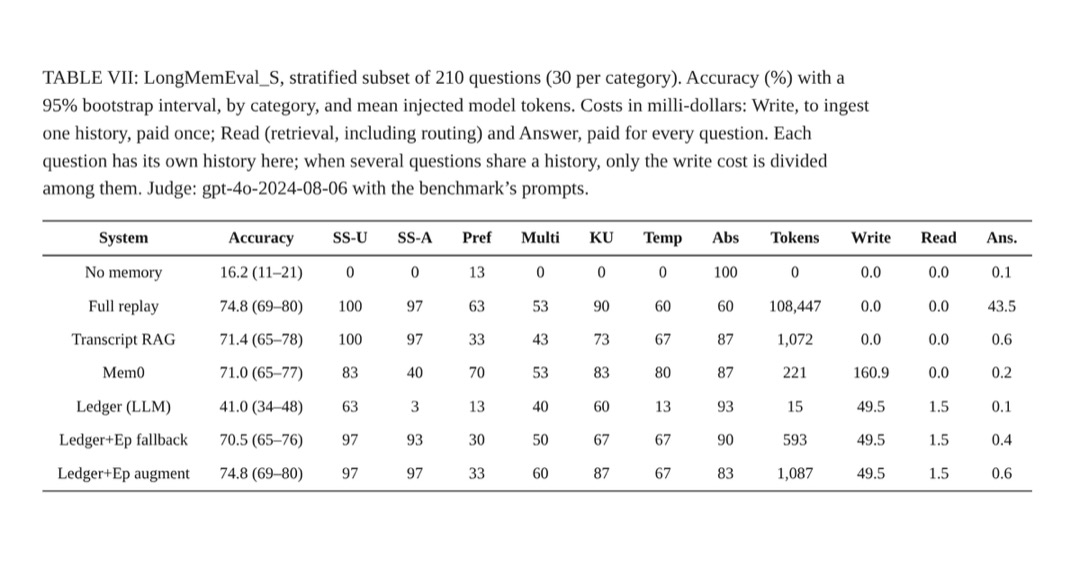 TABLE VII: LongMemEval_S, stratified subset of 210 questions (30 per category). Accuracy (%) with a
95% bootstrap interval, by category, and mean injected model tokens. Costs in milli-dollars: Write, to ingest
one history, paid once; Read (retrieval, including routing) and Answer, paid for every question. Each
question has its own history here; when several questions share a history, only the write cost is divided
among them. Judge: gpt-4o-2024-08-06 with the benchmark’s prompts.
System Accuracy SS-U SS-A Pref Multi KU Temp Abs Tokens Write Read Ans.
No memory 16.2 (11–21) 0 0 13 0 0 0 100 0 0.0 0.0 0.1
Full replay 74.8 (69–80) 100 97 63 53 90 60 60 108,447 0.0 0.0 43.5
Transcript RAG 71.4 (65–78) 100 97 33 43 73 67 87 1,072 0.0 0.0 0.6
Mem0 71.0 (65–77) 83 40 70 53 83 80 87 221 160.9 0.0 0.2
Ledger (LLM) 41.0 (34–48) 63 3 13 40 60 13 93 15 49.5 1.5 0.1
Ledger+Ep fallback 70.5 (65–76) 97 93 30 50 67 67 90 593 49.5 1.5 0.4
Ledger+Ep augment 74.8 (69–80) 97 97 33 60 87 67 83 1,087 49.5 1.5 0.6